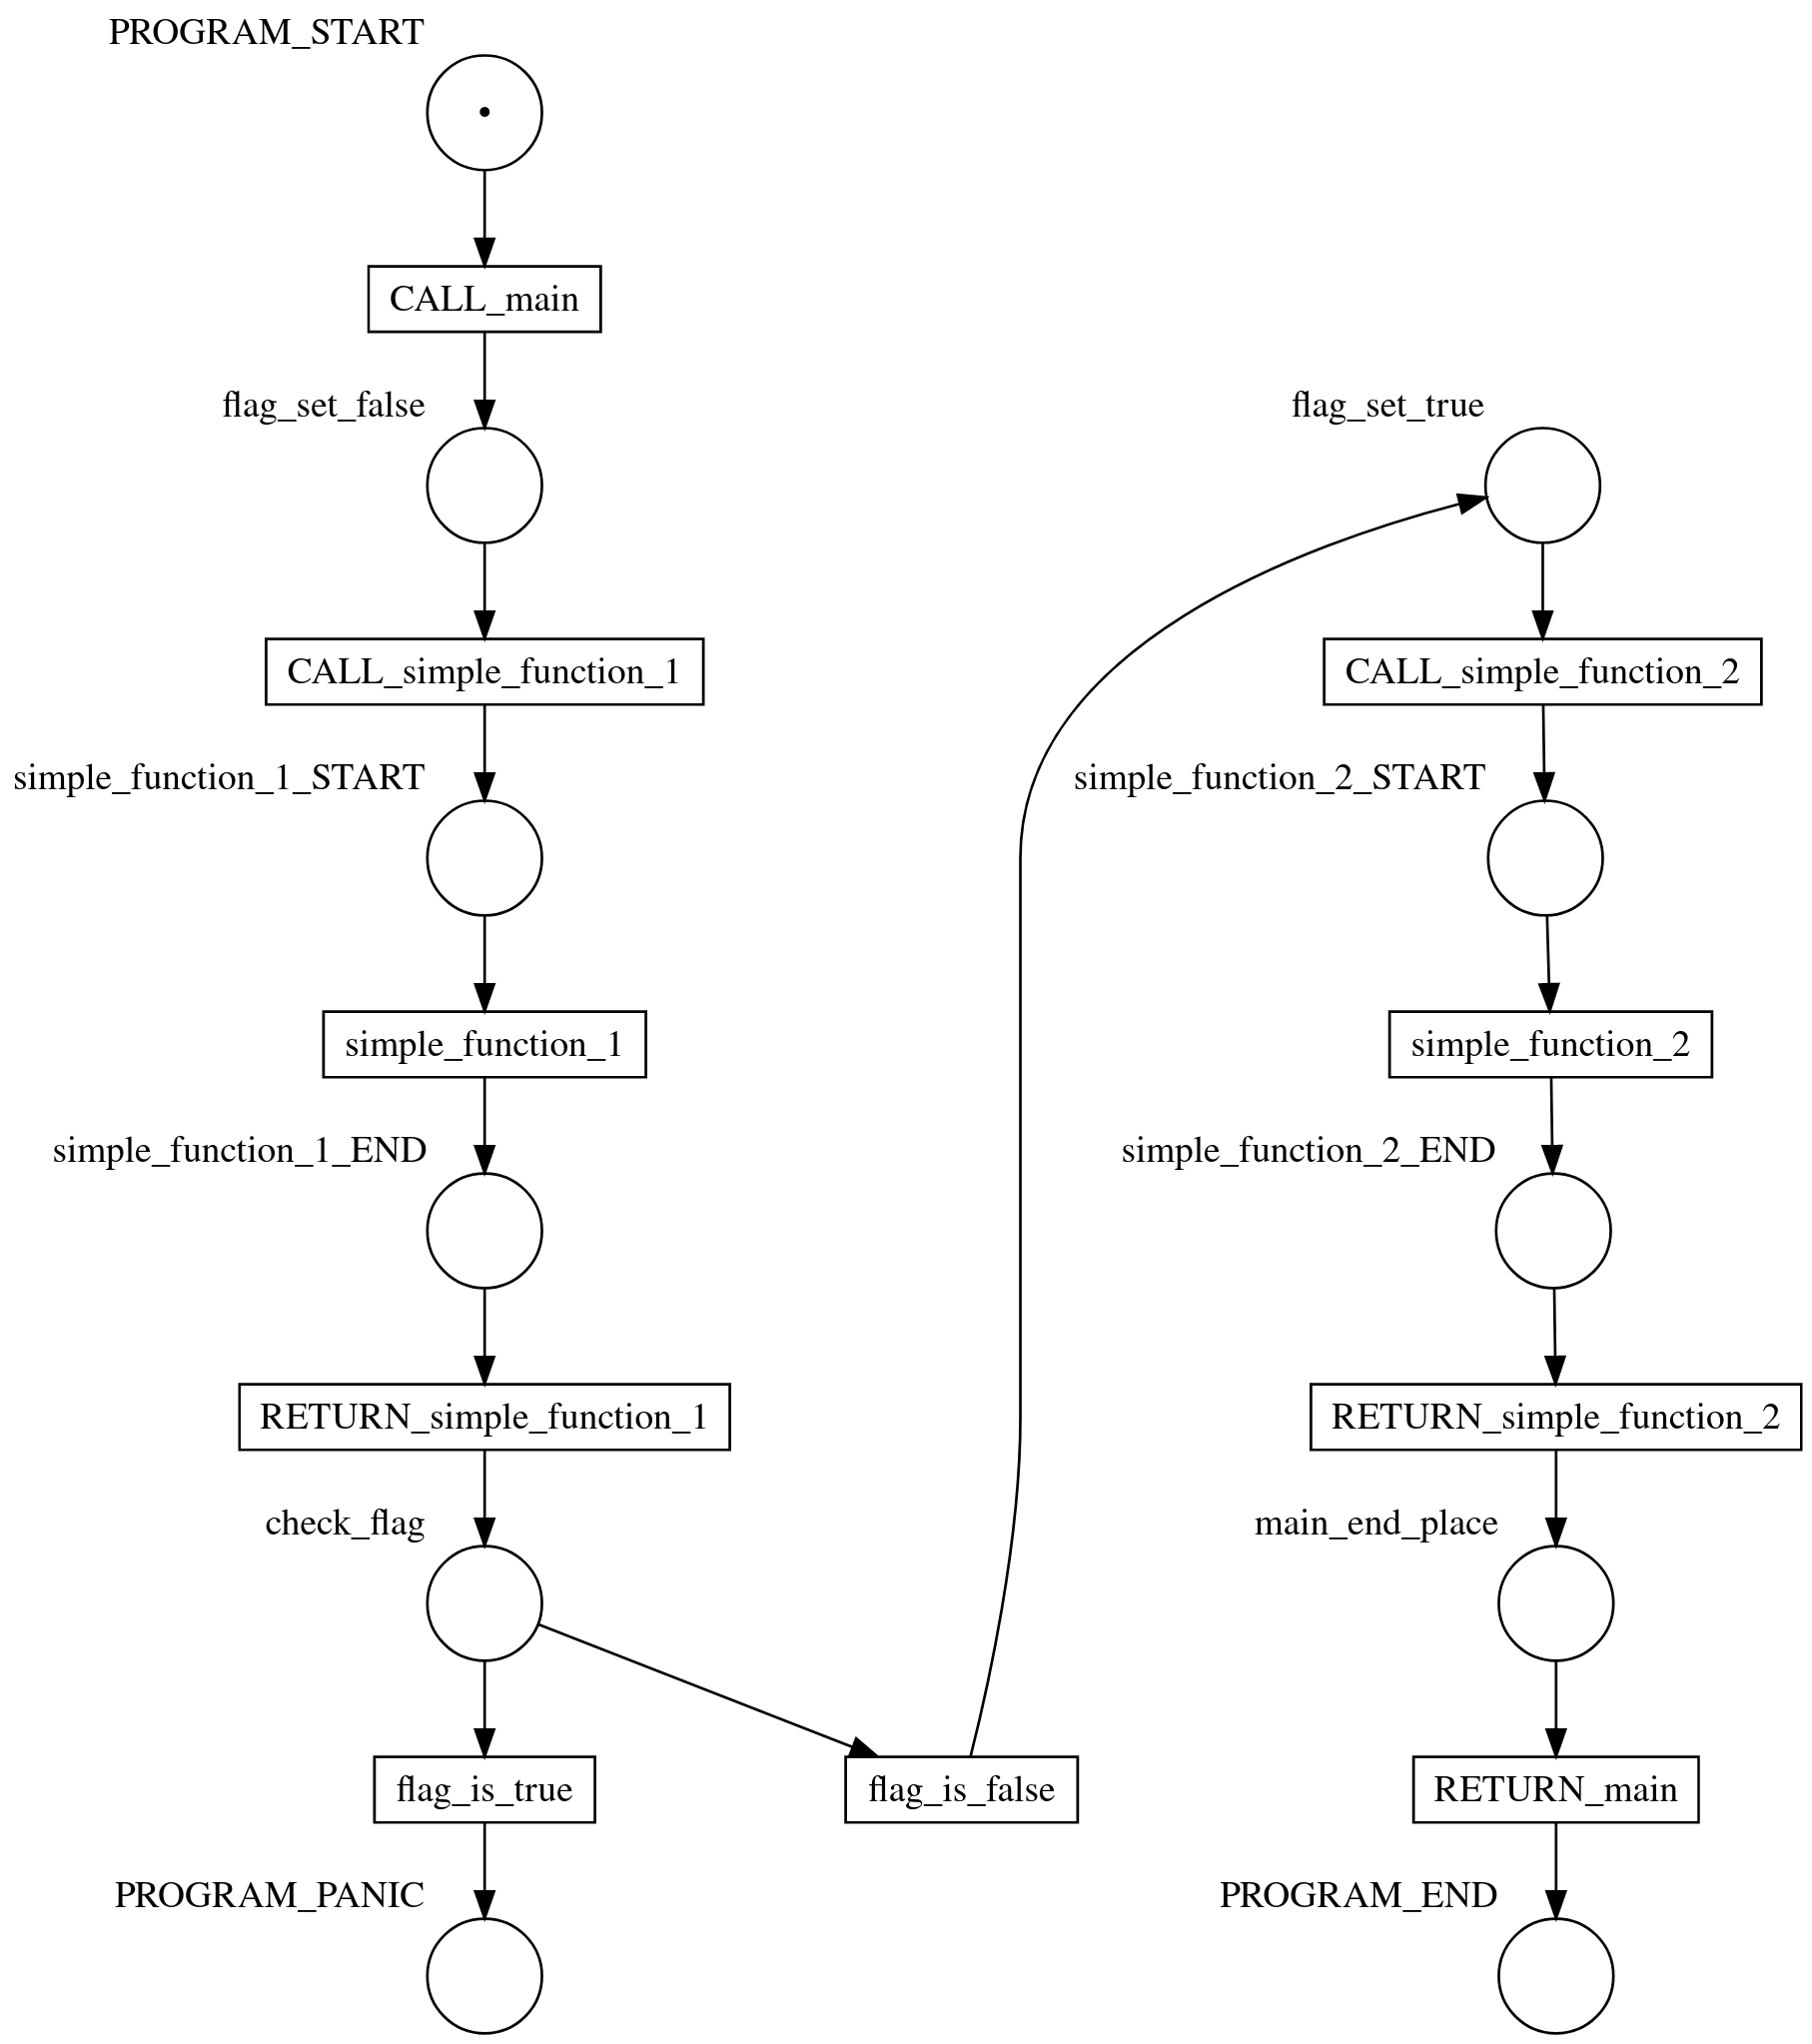 PROGRAM_START
CALL_main
flag_set_false
CALL_simple_function_1
simple_function_1_START
simple_function_1
simple_function_1_END
RETURN_simple_function_1
check_flag
flag_is_true
flag_is_false
PROGRAM_PANIC
flag_set_true
CALL_simple_function_2
simple_function_2_START
simple_function_2
simple_function_2_END
RETURN_simple_function_2
main_end_place
RETURN_main
PROGRAM_END